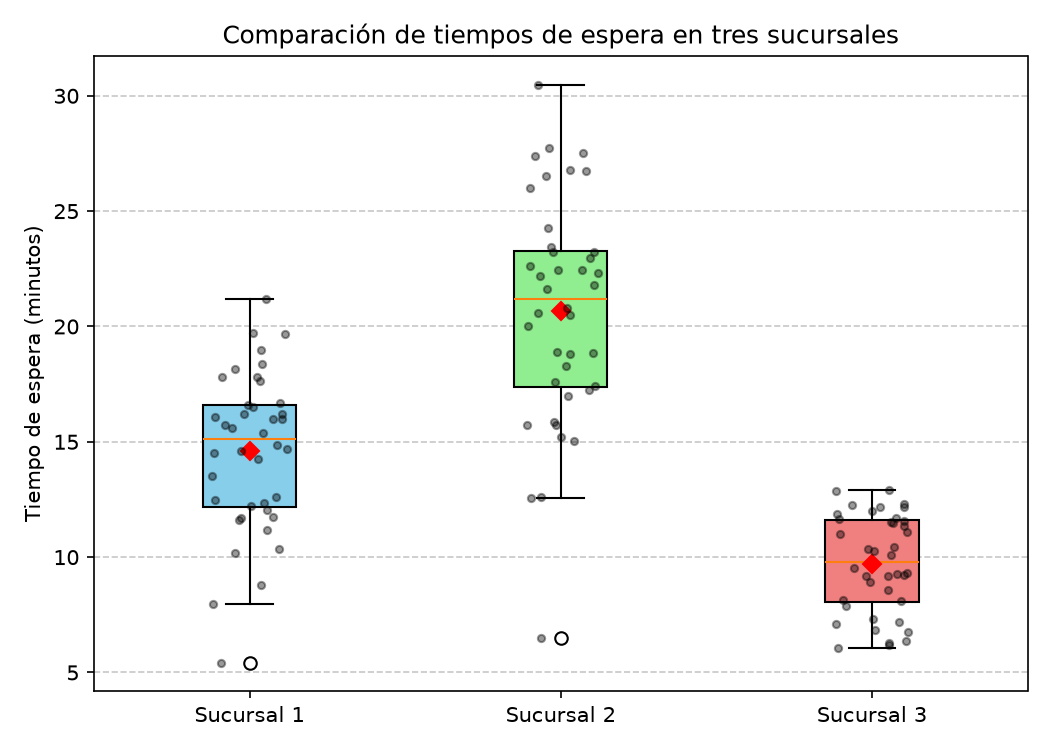 Comparación de tiempos de espera en tres sucursales
Tiempo de espera (minutos)
30
25
20
15
10
5
Sucursal 1
Sucursal 2
Sucursal 3